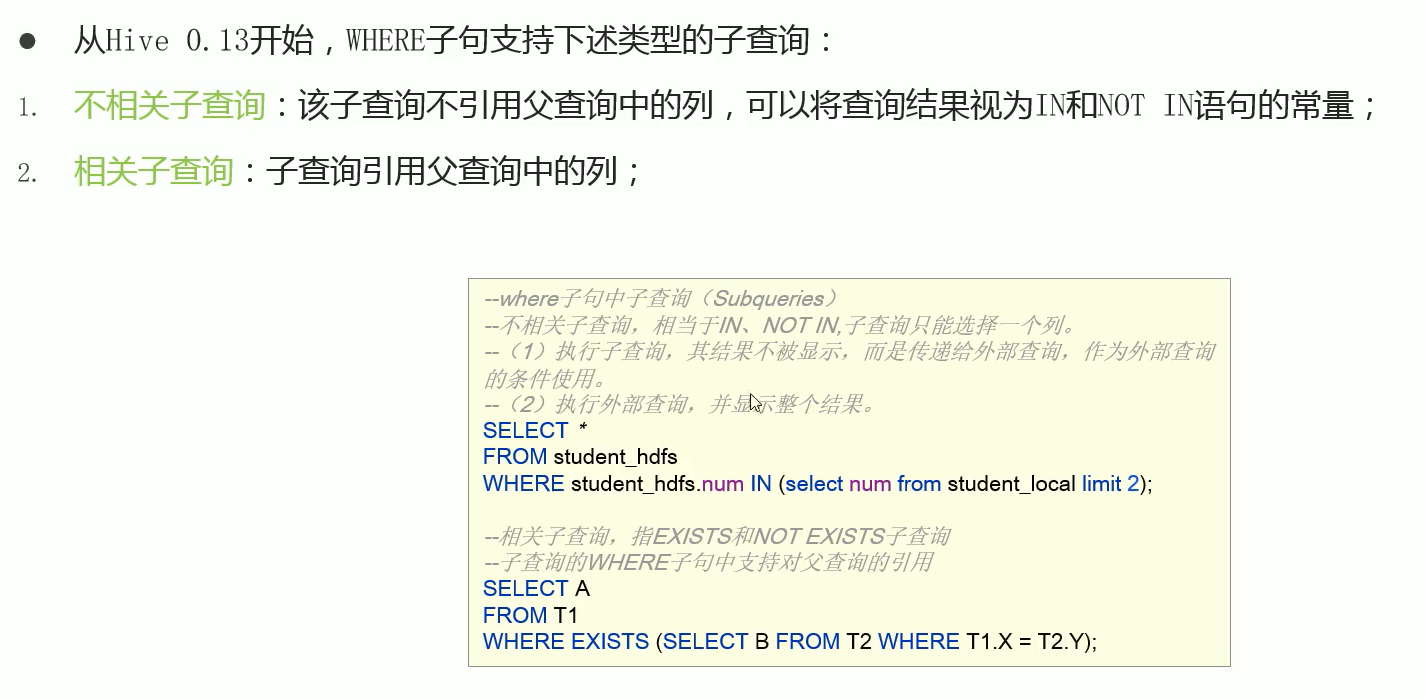 ● 从Hive 0.13开始，WHERE子句支持下述类型的子查询：
1. 不相关子查询：该子查询不引用父查询中的列，可以将查询结果视为IN和NOT IN语句的常量；
2. 相关子查询：子查询引用父查询中的列；
--where子句中子查询（Subqueries）
--不相关子查询，相当于IN、NOT IN,子查询只能选择一个列。
--（1）执行子查询，其结果不被显示，而是传递给外部查询，作为外部查询
的条件使用。
--（2）执行外部查询，并显示整个结果。
SELECT *
FROM student_hdfs
WHERE student_hdfs.num IN (select num from student_local limit 2);
--相关子查询，指EXISTS和NOT EXISTS子查询
--子查询的WHERE子句中支持对父查询的引用
SELECT A
FROM T1
WHERE EXISTS (SELECT B FROM T2 WHERE T1.X = T2.Y);